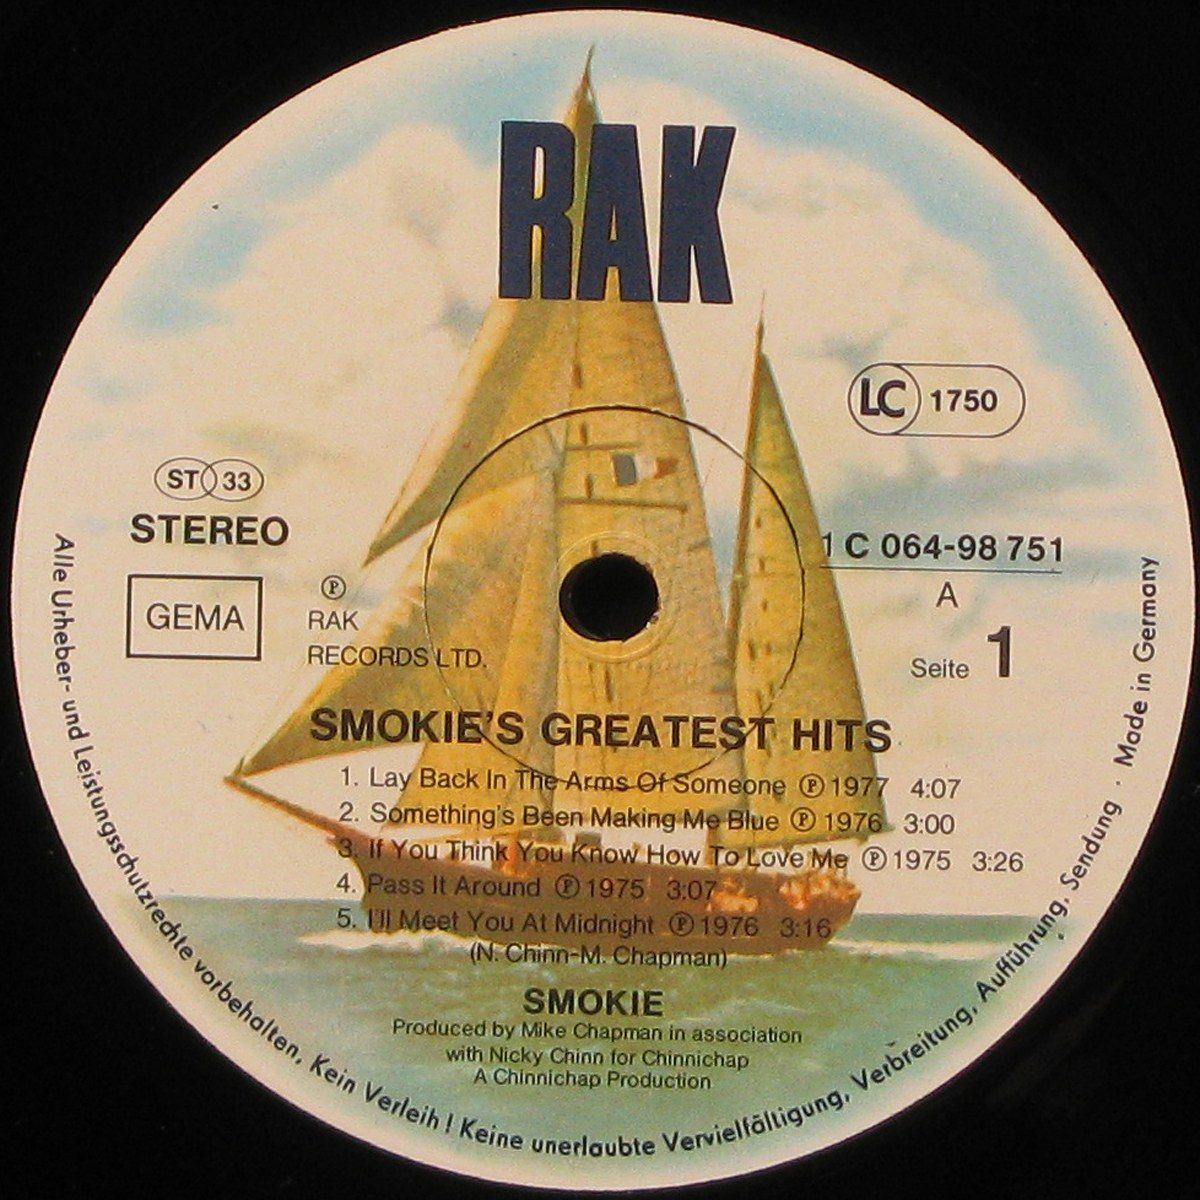 RAK
LC 1750
ST 33
STEREO
GEMA
℗
RAK
RECORDS LTD.
1 C 064-98 751
A
Seite 1
SMOKIE'S GREATEST HITS
1. Lay Back In The Arms Of Someone ℗ 1977 4:07
2. Something's Been Making Me Blue ℗ 1976 3:00
3. If You Think You Know How To Love Me ℗ 1975 3:26
4. Pass It Around ℗ 1975 3:07
5. I'll Meet You At Midnight ℗ 1976 3:16
(N. Chinn-M. Chapman)
SMOKIE
Produced by Mike Chapman in association
with Nicky Chinn for Chinnichap
A Chinnichap Production
Alle Urheber- und Leistungsschutzrechte vorbehalten. Kein Verleih! Keine unerlaubte Vervielfältigung, Verbreitung, Aufführung, Sendung · Made in Germany